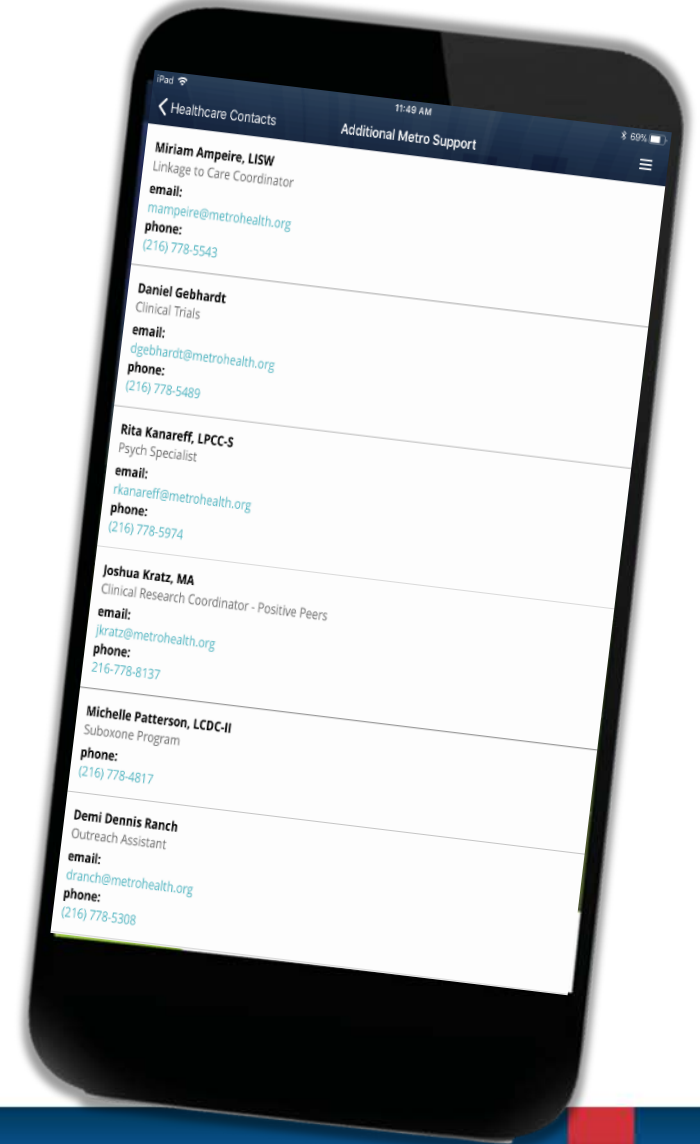 iPad
11:49 AM
69%
Healthcare Contacts
Additional Metro Support
Miriam Ampeire, LISW
Linkage to Care Coordinator
email:
mampeire@metrohealth.org
phone:
(216) 778-5543
Daniel Gebhardt
Clinical Trials
email:
dgebhardt@metrohealth.org
phone:
(216) 778-5489
Rita Kanareff, LPCC-S
Psych Specialist
email:
rkanareff@metrohealth.org
phone:
(216) 778-5974
Joshua Kratz, MA
Clinical Research Coordinator - Positive Peers
email:
jkratz@metrohealth.org
phone:
216-778-8137
Michelle Patterson, LCDC-II
Suboxone Program
phone:
(216) 778-4817
Demi Dennis Ranch
Outreach Assistant
email:
dranch@metrohealth.org
phone:
(216) 778-5308